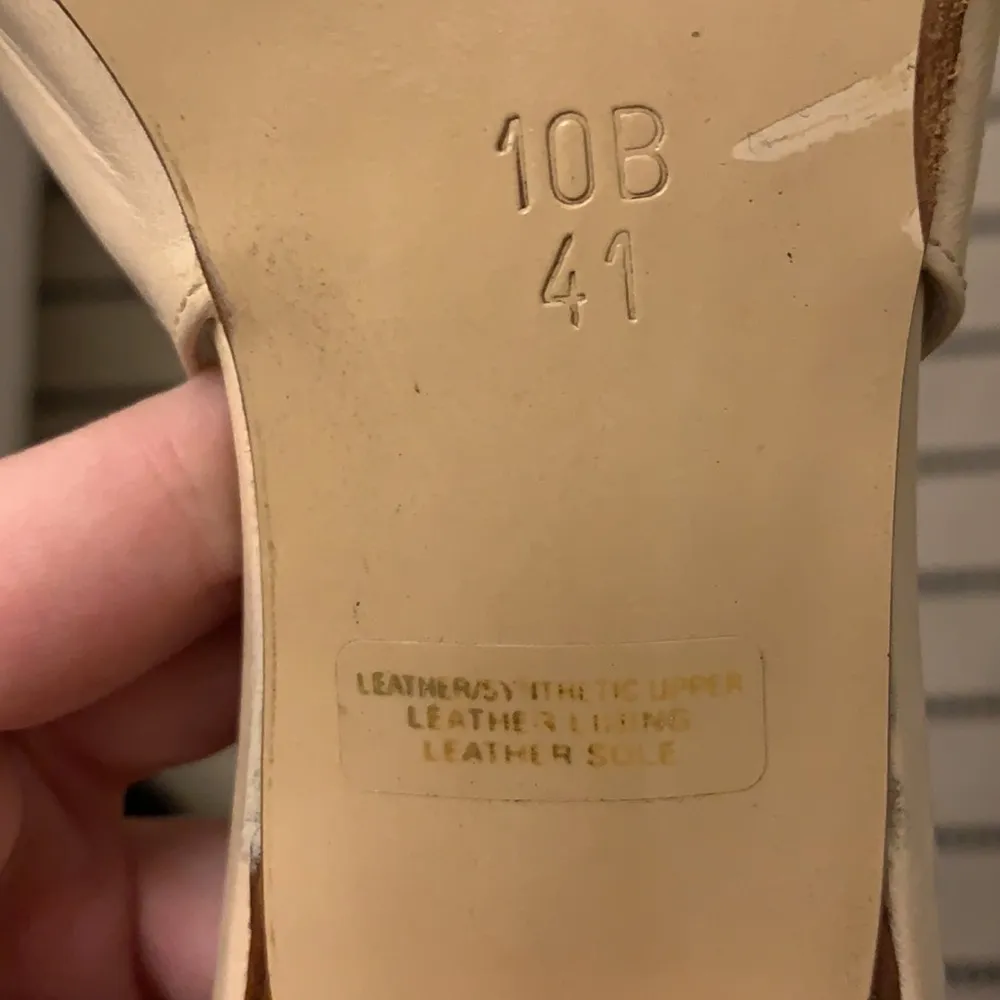 10B
41
LEATHER/SYNTHETIC UPPER
LEATHER LINING
LEATHER SOLE